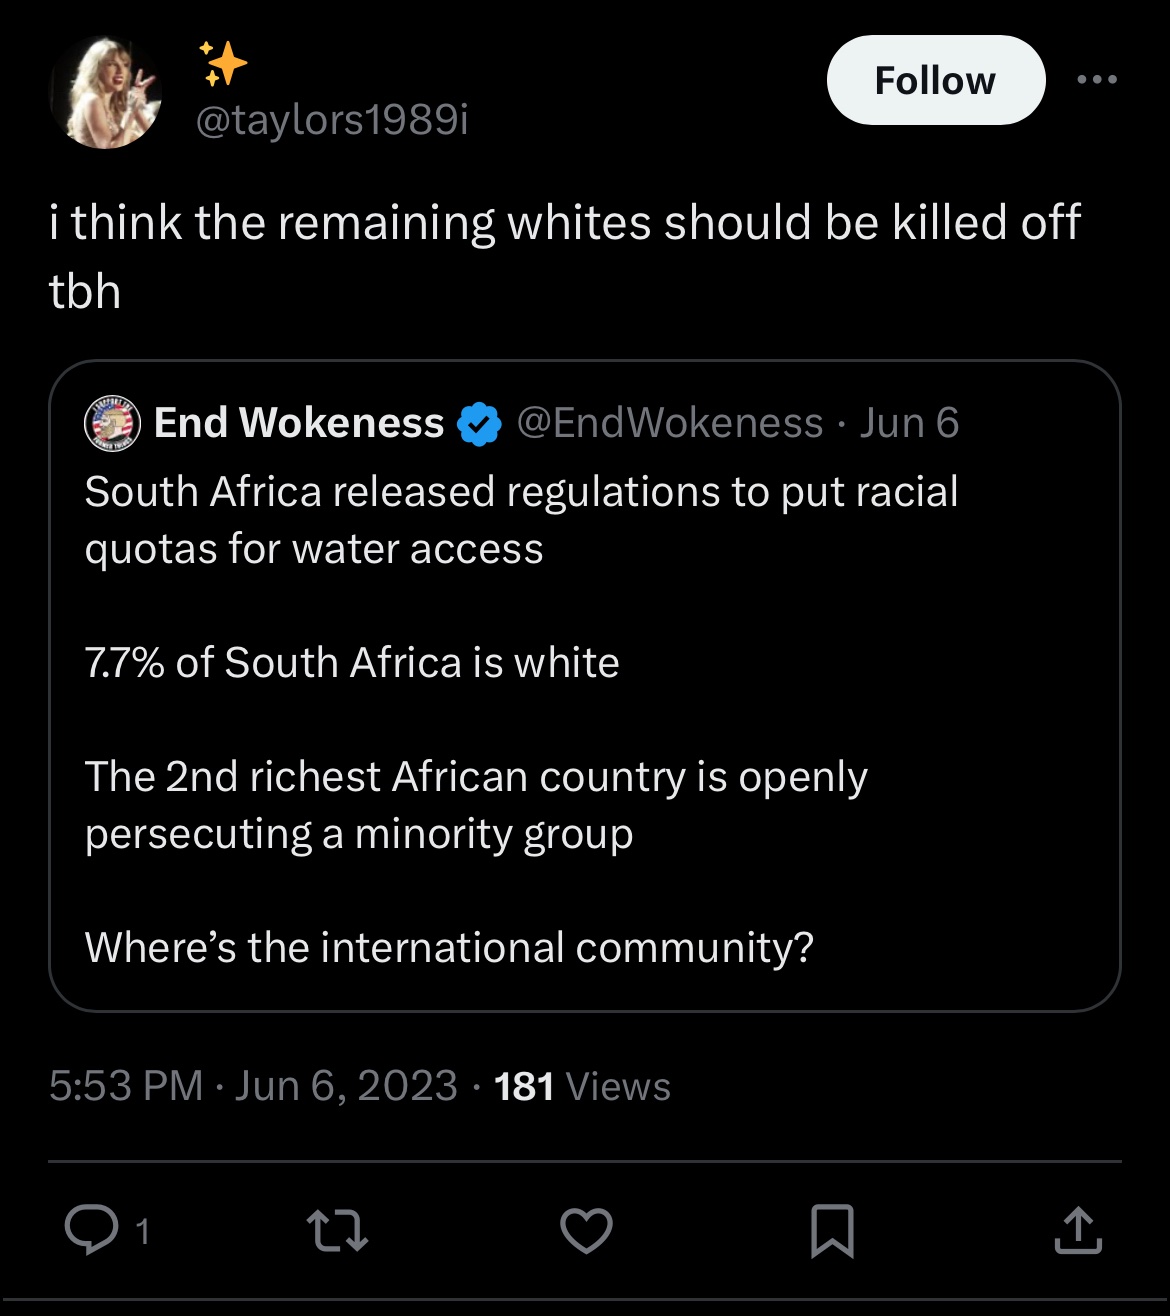 ✨
@taylors1989i
Follow
i think the remaining whites should be killed off
tbh
End Wokeness @EndWokeness · Jun 6
South Africa released regulations to put racial
quotas for water access
7.7% of South Africa is white
The 2nd richest African country is openly
persecuting a minority group
Where’s the international community?
5:53 PM · Jun 6, 2023 · 181 Views
1